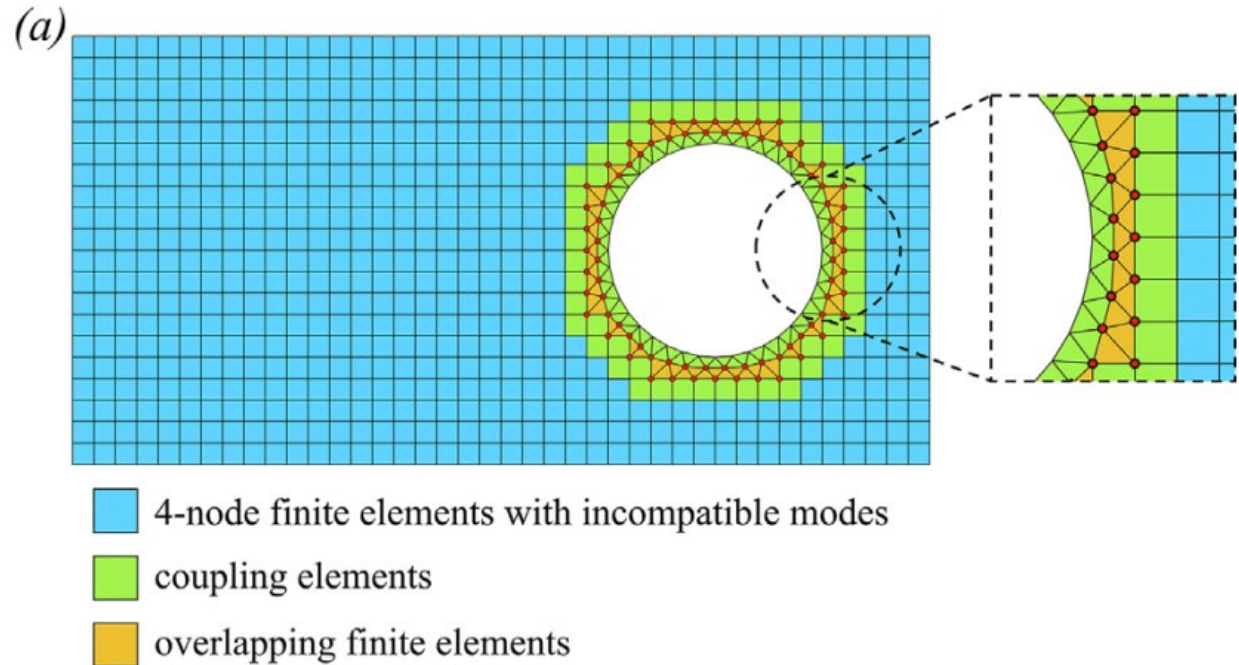 (a)
4-node finite elements with incompatible modes
coupling elements
overlapping finite elements